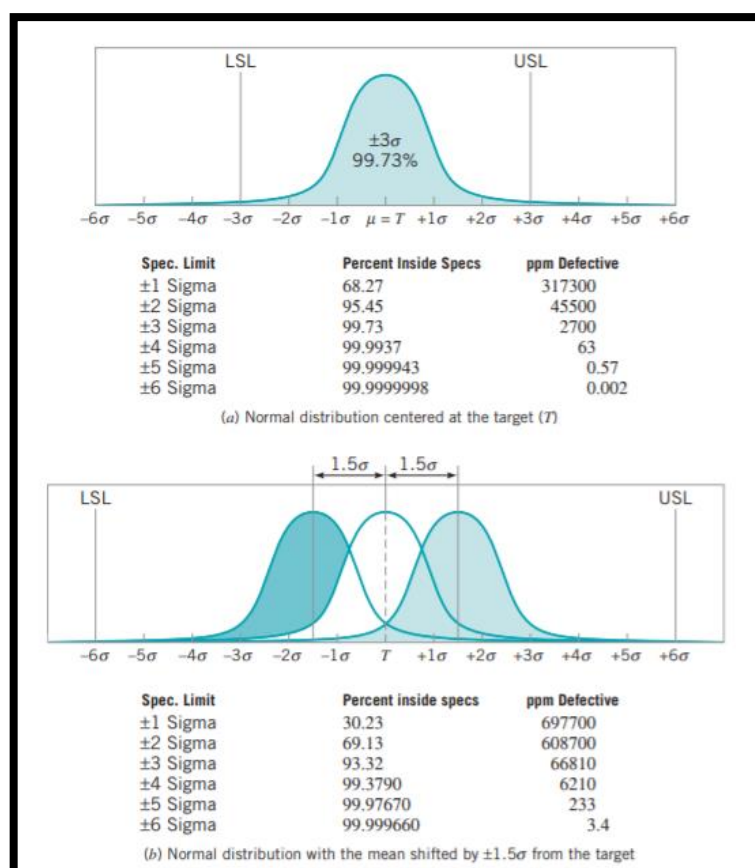 LSL USL
±3σ
99.73%
−6σ −5σ −4σ −3σ −2σ −1σ μ = T +1σ +2σ +3σ +4σ +5σ +6σ
Spec. Limit Percent Inside Specs ppm Defective
±1 Sigma 68.27 317300
±2 Sigma 95.45 45500
±3 Sigma 99.73 2700
±4 Sigma 99.9937 63
±5 Sigma 99.999943 0.57
±6 Sigma 99.9999998 0.002
(a) Normal distribution centered at the target (T)
1.5σ 1.5σ
LSL USL
−6σ −5σ −4σ −3σ −2σ −1σ T +1σ +2σ +3σ +4σ +5σ +6σ
Spec. Limit Percent inside specs ppm Defective
±1 Sigma 30.23 697700
±2 Sigma 69.13 608700
±3 Sigma 93.32 66810
±4 Sigma 99.3790 6210
±5 Sigma 99.97670 233
±6 Sigma 99.999660 3.4
(b) Normal distribution with the mean shifted by ±1.5σ from the target